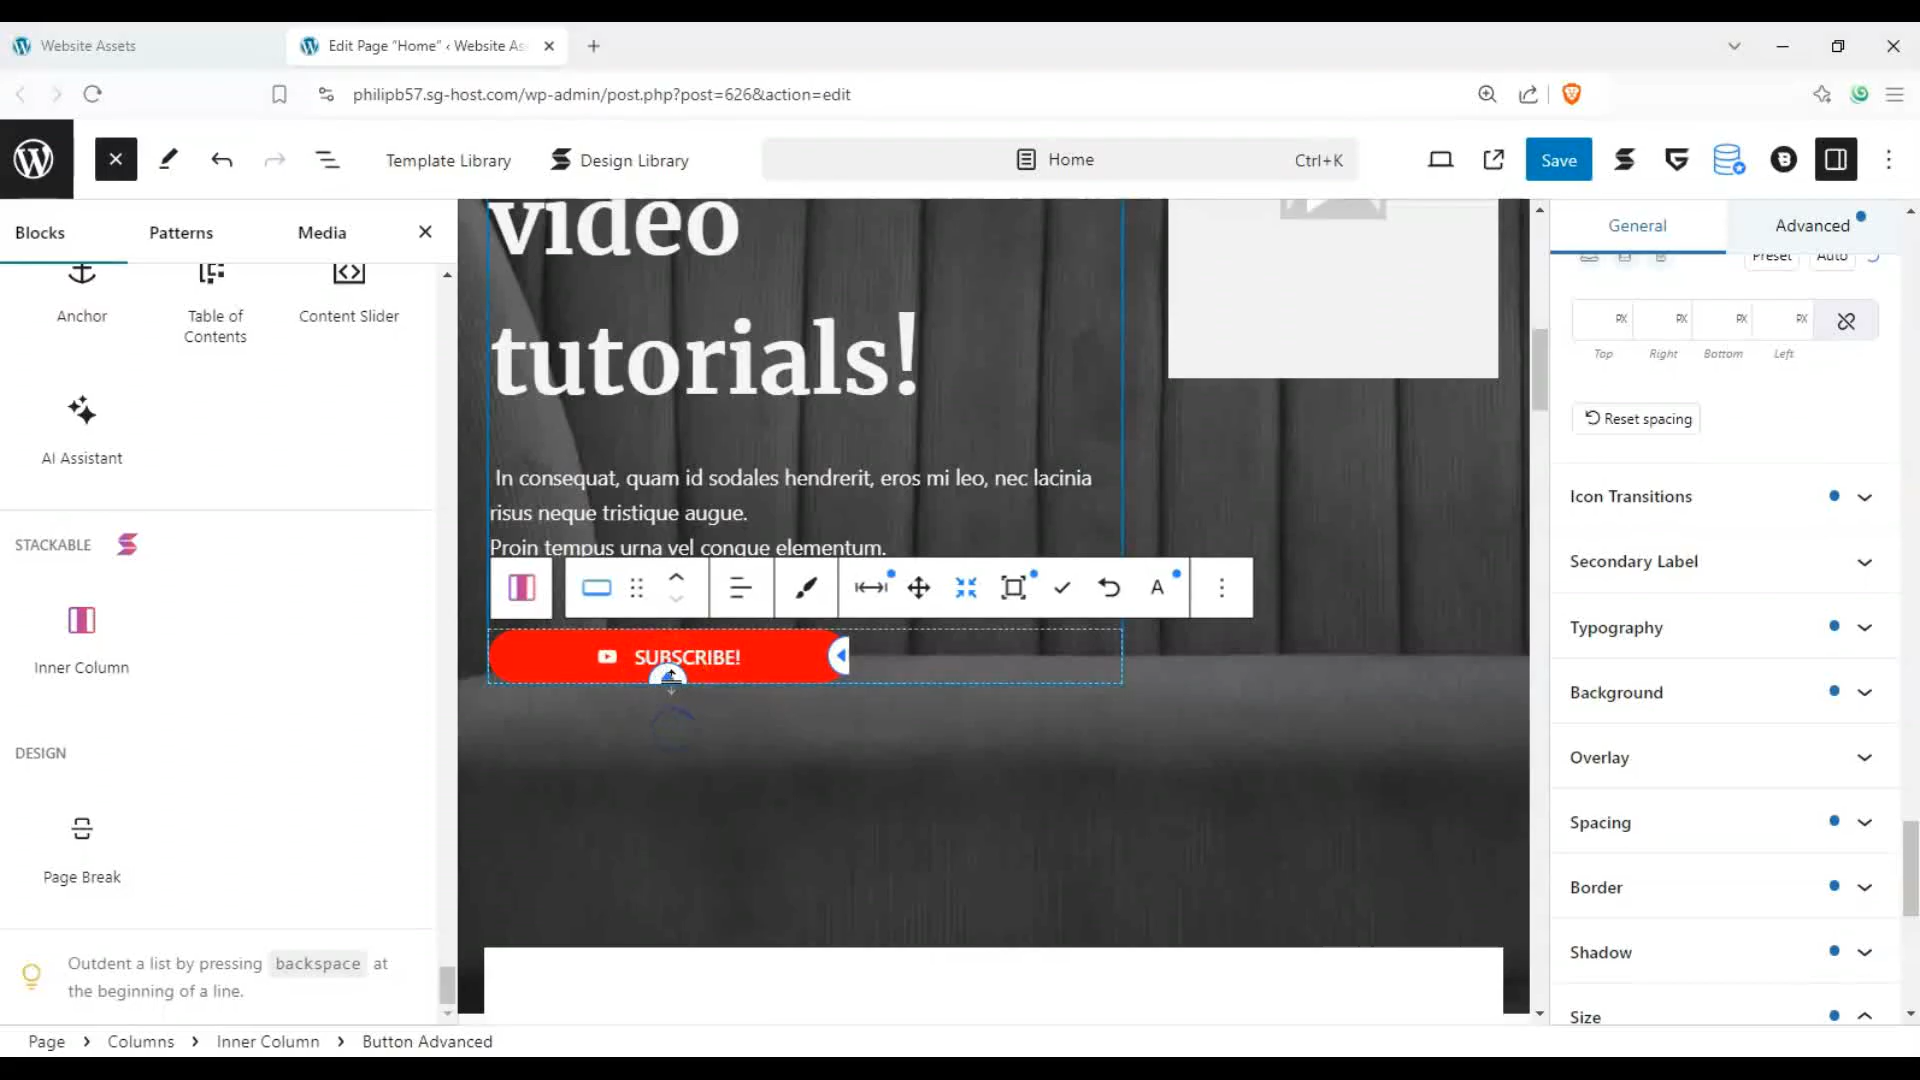 Website Assets
Edit Page “Home” ‹ Website As
philipb57.sg-host.com/wp-admin/post.php?post=626&action=edit
Template Library
Design Library
Home
Ctrl+K
Save
Blocks
Patterns
Media
Anchor
Table of
Contents
Content Slider
AI Assistant
STACKABLE
Inner Column
DESIGN
Page Break
Outdent a list by pressing backspace at
the beginning of a line.
video
tutorials!
In consequat, quam id sodales hendrerit, eros mi leo, nec lacinia
risus neque tristique augue.
Proin tempus urna vel congue elementum.
A
SUBSCRIBE!
General
Advanced
Preset
Auto
PX
PX
PX
PX
Top
Right
Bottom
Left
Reset spacing
Icon Transitions
Secondary Label
Typography
Background
Overlay
Spacing
Border
Shadow
Size
Page › Columns › Inner Column › Button Advanced